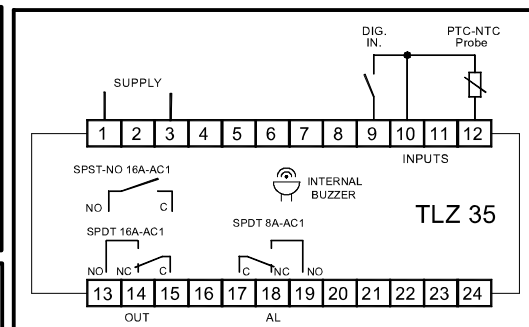 DIG.
IN.
PTC-NTC
Probe
SUPPLY
1 2 3 4 5 6 7 8 9 10 11 12
INPUTS
SPST-NO 16A-AC1
INTERNAL
BUZZER
NO C
TLZ 35
SPDT 16A-AC1
SPDT 8A-AC1
NO NC C C NC NO
13 14 15 16 17 18 19 20 21 22 23 24
OUT AL